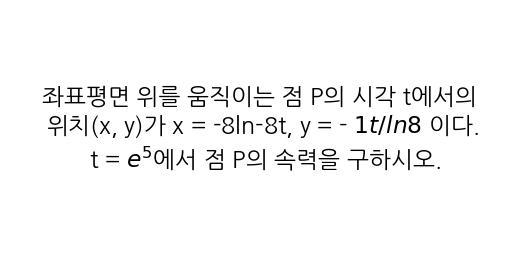 좌표평면 위를 움직이는 점 P의 시각 t에서의
위치(x, y)가 x = -8ln-8t, y = - 1t/ln8 이다.
t = e⁵에서 점 P의 속력을 구하시오.